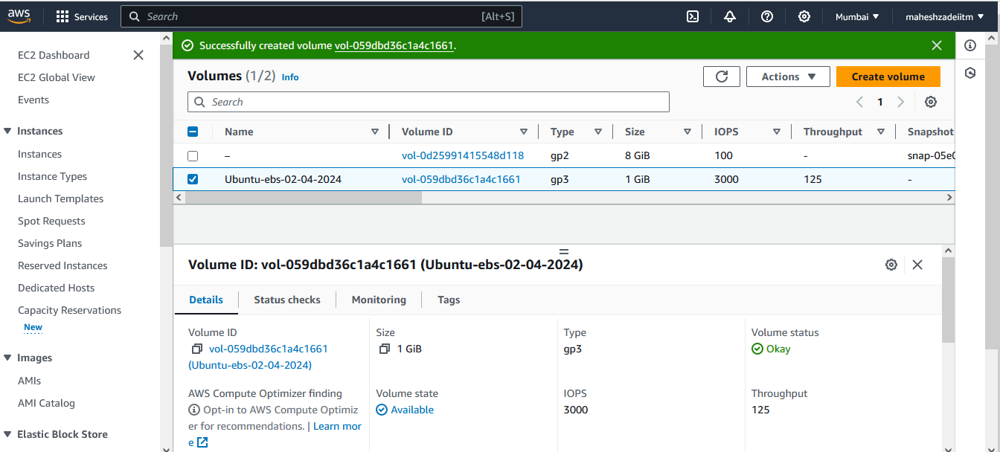 aws Services Search [Alt+S] Mumbai maheshzadeiitm
EC2 Dashboard
EC2 Global View
Events
Instances
Instances
Instance Types
Launch Templates
Spot Requests
Savings Plans
Reserved Instances
Dedicated Hosts
Capacity Reservations
New
Images
AMIs
AMI Catalog
Elastic Block Store
Successfully created volume vol-059dbd36c1a4c1661.
Volumes (1/2) Info
Actions Create volume
Search
1
Name Volume ID Type Size IOPS Throughput Snapshot
– vol-0d25991415548d118 gp2 8 GiB 100 - snap-05e0
Ubuntu-ebs-02-04-2024 vol-059dbd36c1a4c1661 gp3 1 GiB 3000 125 -
Volume ID: vol-059dbd36c1a4c1661 (Ubuntu-ebs-02-04-2024)
Details Status checks Monitoring Tags
Volume ID
vol-059dbd36c1a4c1661
(Ubuntu-ebs-02-04-2024)
Size
1 GiB
Type
gp3
Volume status
Okay
AWS Compute Optimizer finding
Opt-in to AWS Compute Optimiz
er for recommendations. | Learn mor
e
Volume state
Available
IOPS
3000
Throughput
125